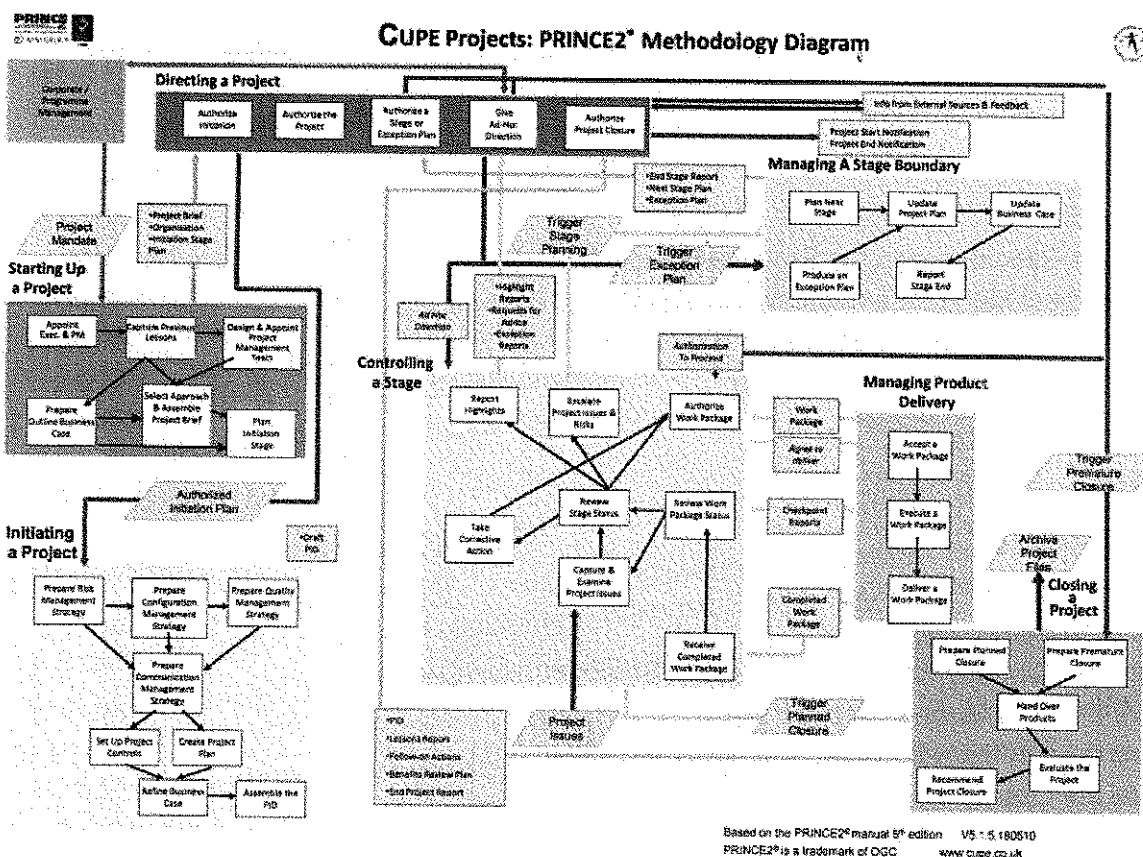 PRINCE2
CUPE Projects: PRINCE2® Methodology Diagram
Corporate /
Programme
Management
Directing a Project
Authorise
Initiation
Authorise the
Project
Authorise a
Stage or
Exception Plan
Give
Ad-Hoc
Direction
Authorise
Project Closure
Info from External Sources & Feedback
Project Start Notification
Project End Notification
Project
Mandate
•Project Brief
•Organisation
•Initiation Stage
Plan
•End Stage Report
•Next Stage Plan
•Exception Plan
Trigger
Stage
Planning
Trigger
Exception
Plan
Managing A Stage Boundary
Plan Next
Stage
Update
Project Plan
Update
Business Case
Produce an
Exception Plan
Report
Stage End
Starting Up
a Project
Appoint
Exec. & PM
Capture Previous
Lessons
Design & Appoint
Project
Management
Team
Prepare
Outline Business
Case
Select Approach
& Assemble
Project Brief
Plan
Initiation
Stage
Ad Hoc
Direction
•Highlight
Reports
•Requests for
Advice
•Exception
Reports
Authorisation
To Proceed
Controlling
a Stage
Report
Highlights
Escalate
Project Issues &
Risks
Authorise
Work Package
Review
Stage Status
Review Work
Package Status
Take
Corrective
Action
Capture &
Examine
Project Issues
Receive
Completed
Work Package
Work
Package
Agree to
deliver
Checkpoint
Reports
Completed
Work
Package
Managing Product
Delivery
Accept a
Work Package
Execute a
Work Package
Deliver a
Work Package
Trigger
Premature
Closure
Archive
Project
Files
Closing
a
Project
Prepare Planned
Closure
Prepare Premature
Closure
Hand Over
Products
Evaluate the
Project
Recommend
Project Closure
Authorized
Initiation Plan
Initiating
a Project
•Draft
PID
Prepare Risk
Management
Strategy
Prepare
Configuration
Management
Strategy
Prepare Quality
Management
Strategy
Prepare
Communication
Management
Strategy
Set Up Project
Controls
Create Project
Plan
Refine Business
Case
Assemble the
PID
•PID
•Lessons Report
•Follow-on Actions
•Benefits Review Plan
•End Project Report
Project
Issues
Trigger
Planned
Closure
Based on the PRINCE2® manual 5th edition V5.1.5.180510
PRINCE2® is a trademark of OGC www.cupe.co.uk